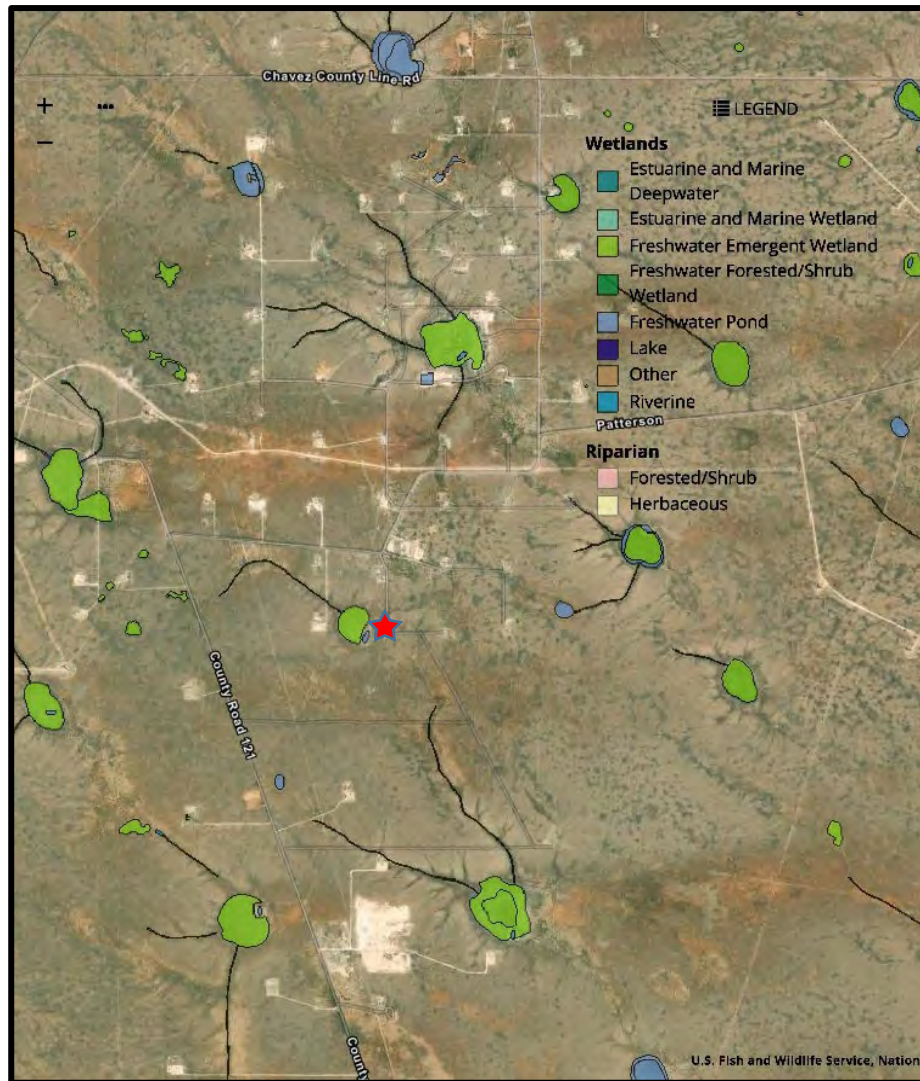 Chavez County Line Rd
+
...
−
LEGEND
Wetlands
Estuarine and Marine
Deepwater
Estuarine and Marine Wetland
Freshwater Emergent Wetland
Freshwater Forested/Shrub
Wetland
Freshwater Pond
Lake
Other
Riverine
Patterson
Riparian
Forested/Shrub
Herbaceous
County Road 121
County
U.S. Fish and Wildlife Service, Nation